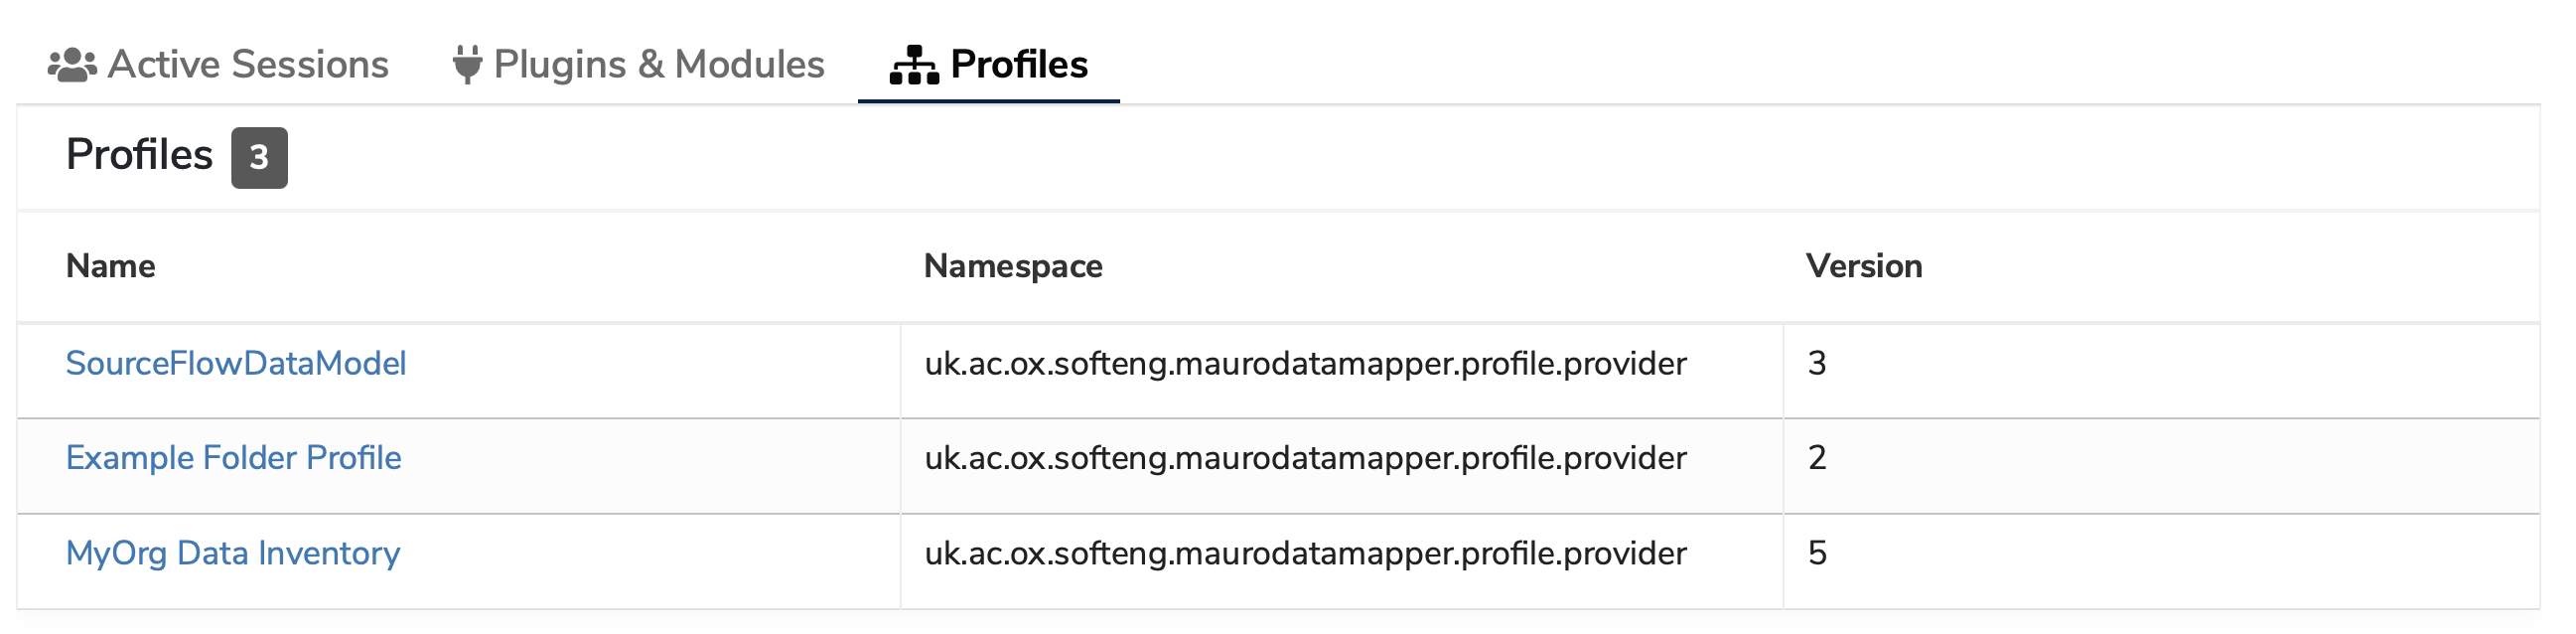 Active Sessions Plugins & Modules Profiles
Profiles 3
Name Namespace Version
SourceFlowDataModel uk.ac.ox.softeng.maurodatamapper.profile.provider 3
Example Folder Profile uk.ac.ox.softeng.maurodatamapper.profile.provider 2
MyOrg Data Inventory uk.ac.ox.softeng.maurodatamapper.profile.provider 5